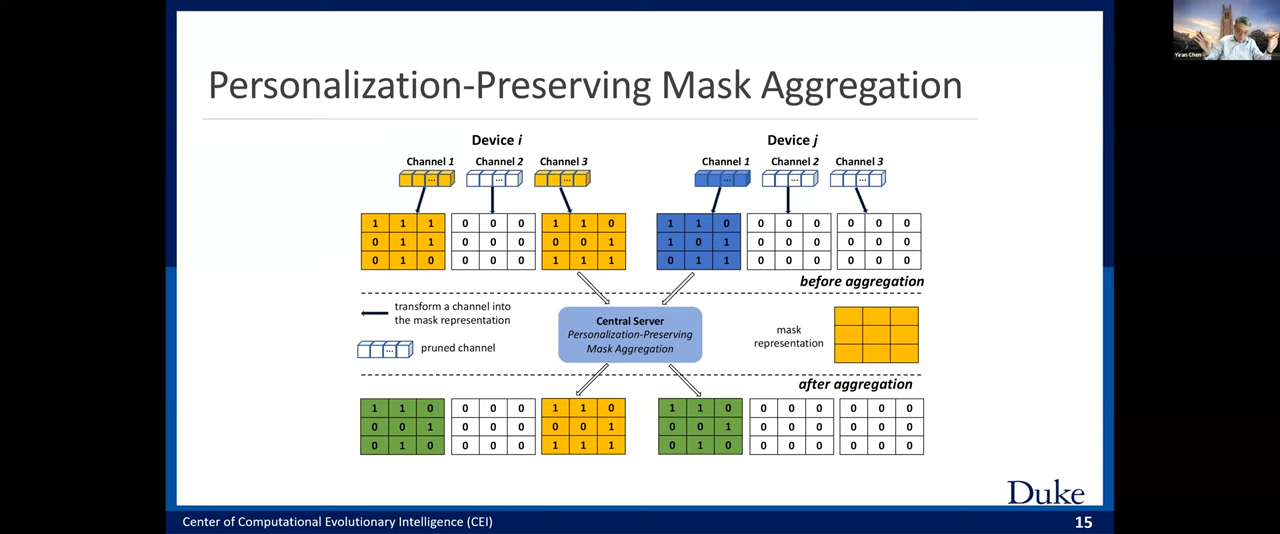 Yiran Chen
Personalization-Preserving Mask Aggregation
Device i
Device j
Channel 1 Channel 2 Channel 3
Channel 1 Channel 2 Channel 3
...
...
...
...
...
...
1 1 1 0 0 0 1 1 0
0 1 1 0 0 0 0 0 1
0 1 0 0 0 0 1 1 1
1 1 0 0 0 0 0 0 0
1 0 1 0 0 0 0 0 0
0 1 1 0 0 0 0 0 0
before aggregation
transform a channel into
the mask representation
...
pruned channel
Central Server
Personalization-Preserving
Mask Aggregation
mask
representation
after aggregation
1 1 0 0 0 0 1 1 0
0 0 1 0 0 0 0 0 1
0 1 0 0 0 0 1 1 1
1 1 0 0 0 0 0 0 0
0 0 1 0 0 0 0 0 0
0 1 0 0 0 0 0 0 0
Duke
Center of Computational Evolutionary Intelligence (CEI)
15